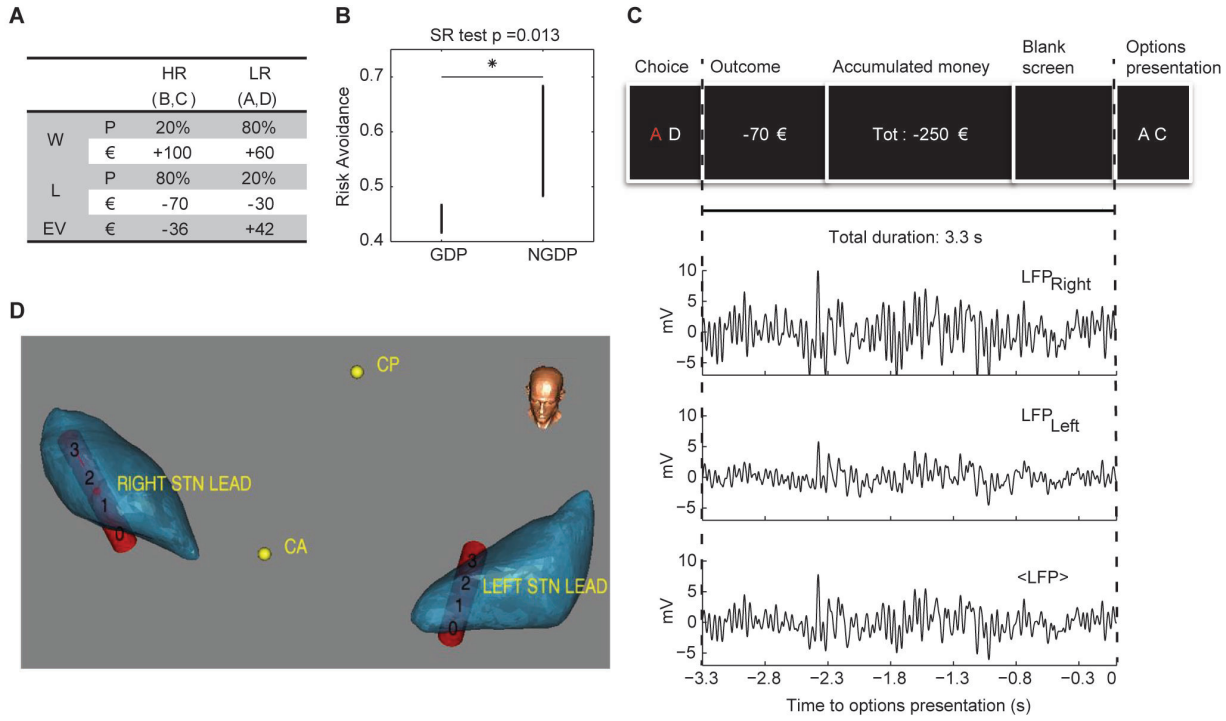 A
HR LR
(B,C) (A,D)
W P 20% 80%
€ +100 +60
L P 80% 20%
€ -70 -30
EV € -36 +42
B
SR test p =0.013
*
Risk Avoidance
0.7
0.6
0.5
0.4
GDP NGDP
C
Choice Outcome Accumulated money Blank screen Options presentation
A D -70 € Tot : -250 € A C
Total duration: 3.3 s
LFP Right
mV
10
5
0
−5
LFP Left
mV
10
5
0
−5
<LFP>
mV
10
5
0
−5
−3.3 −2.8 −2.3 −1.8 −1.3 −0.8 −0.3 0
Time to options presentation (s)
D
CP
3
2
RIGHT STN LEAD
1
0
CA
3
2
LEFT STN LEAD
1
0